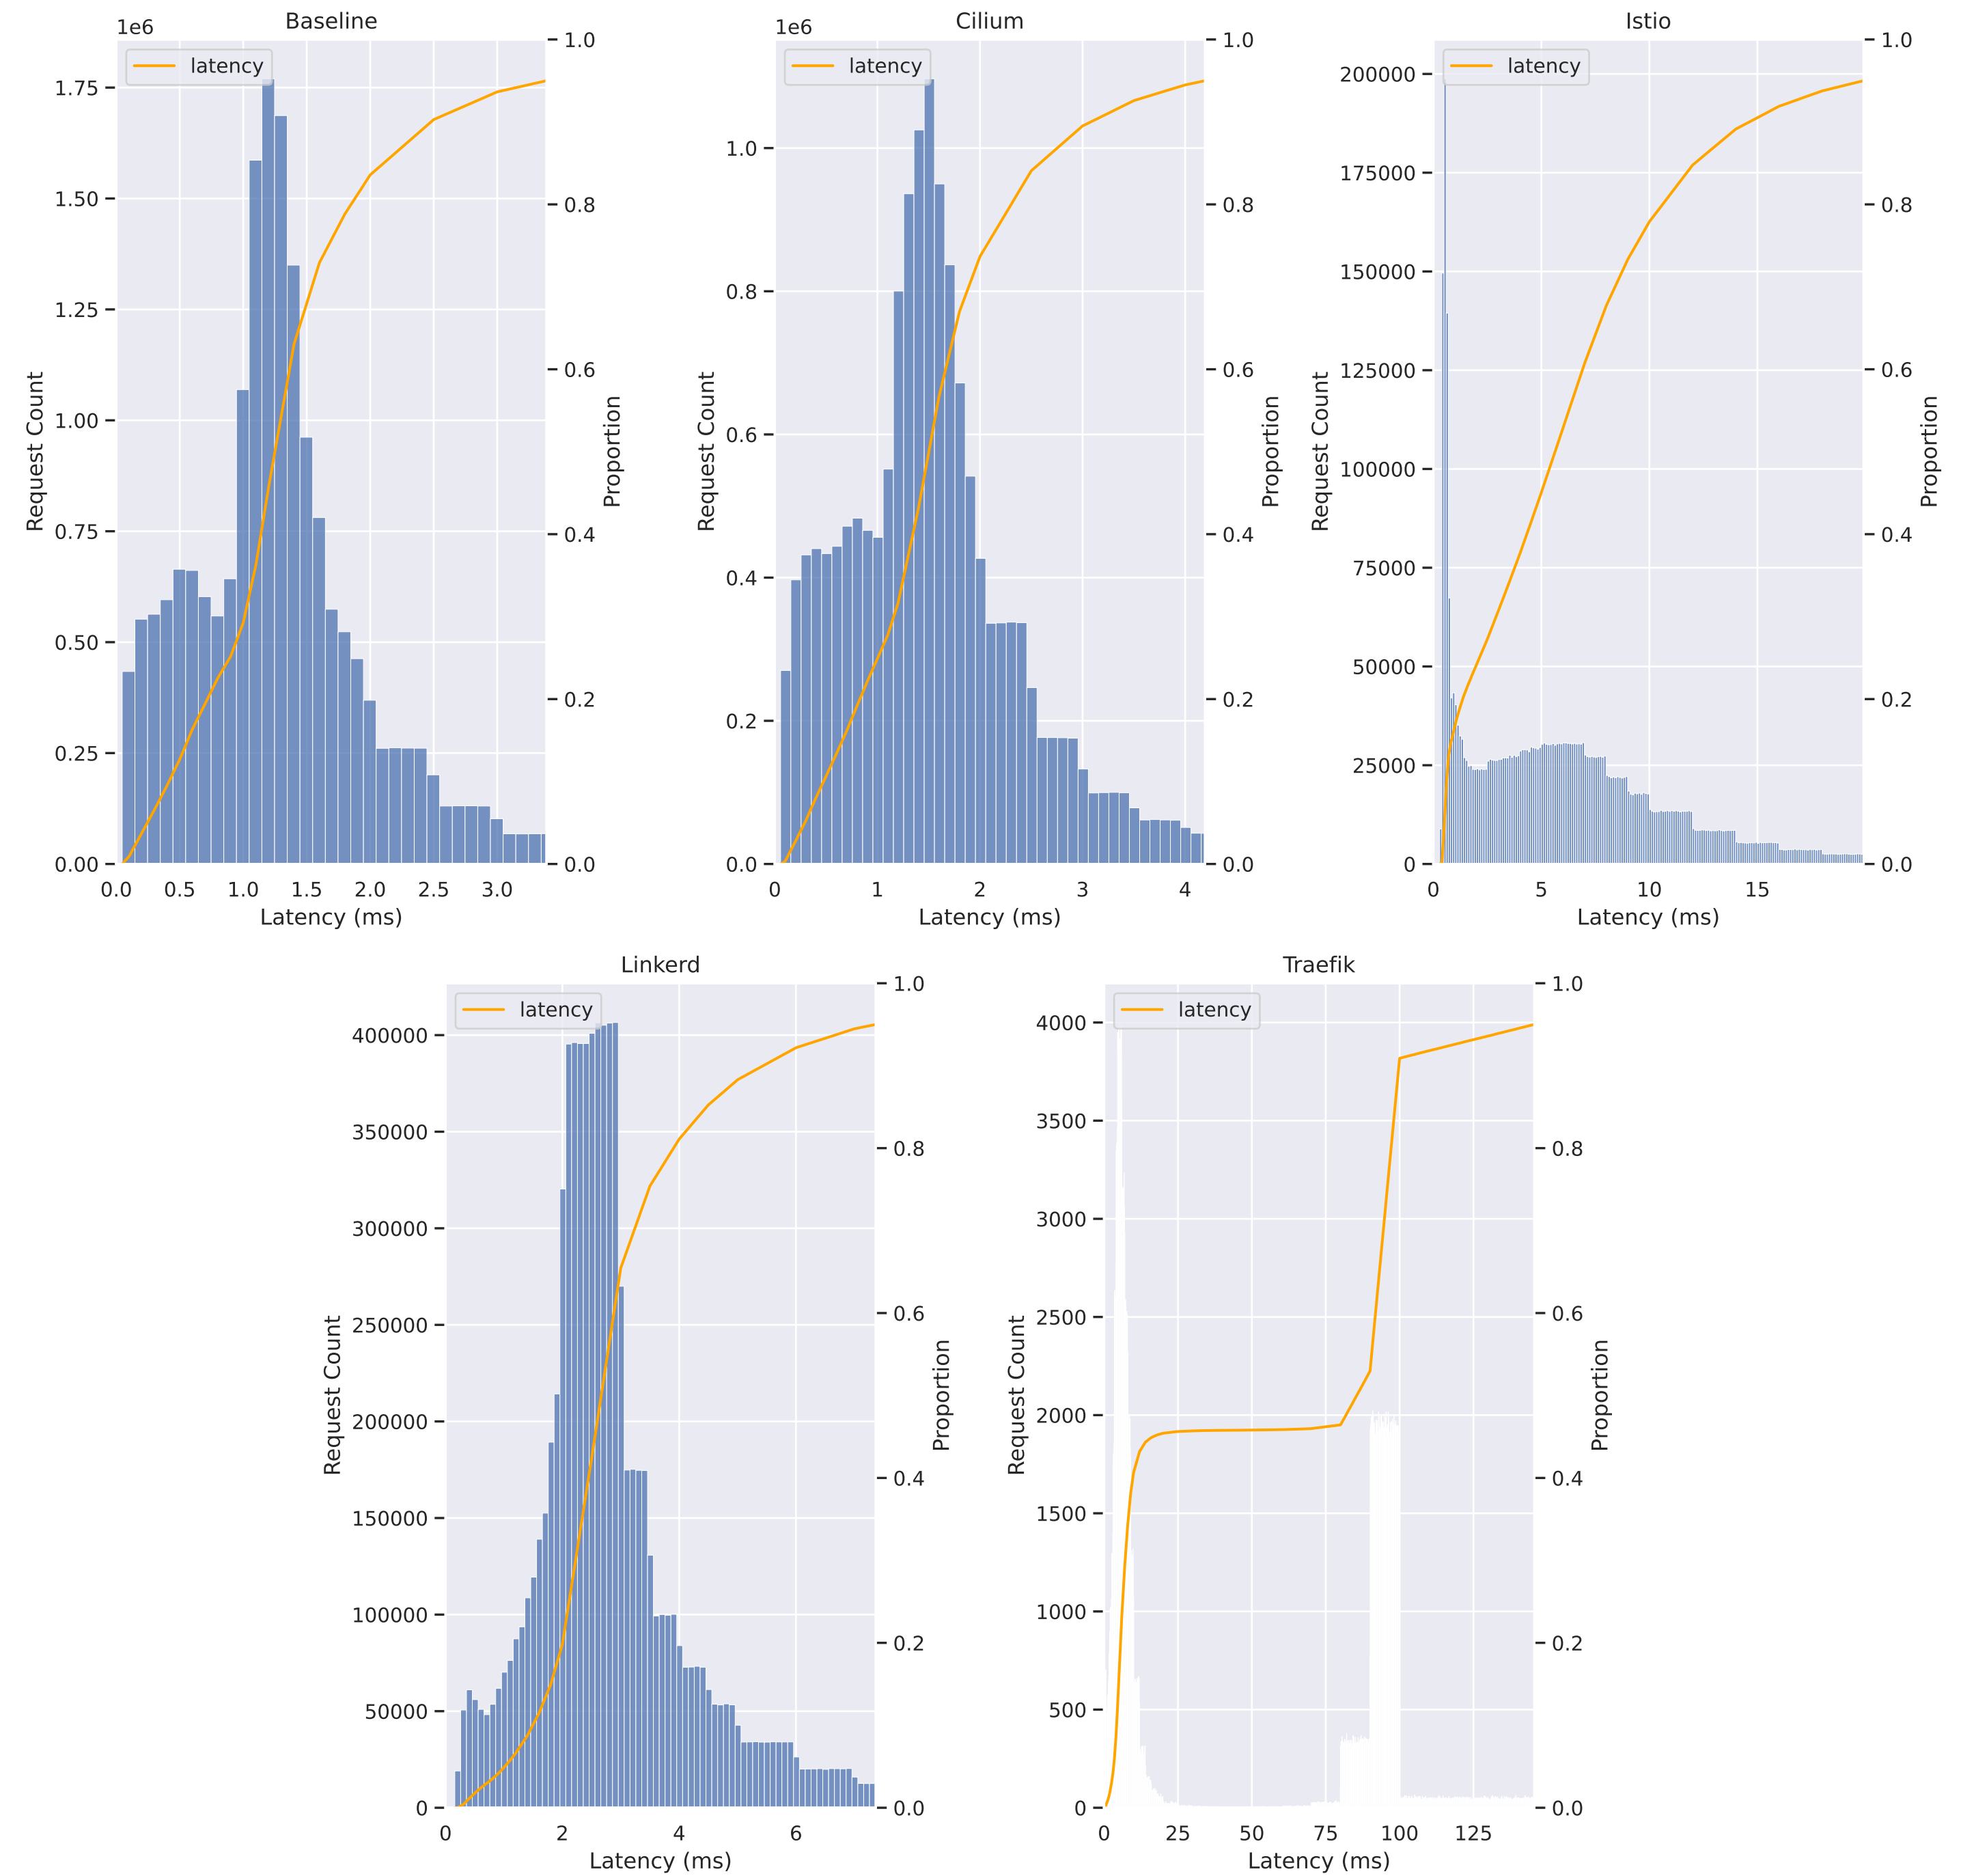 Baseline
1e6
latency
1.75
1.50
1.25
1.00
0.75
0.50
0.25
0.00
Request Count
1.0
0.8
0.6
0.4
0.2
0.0
Proportion
0.0 0.5 1.0 1.5 2.0 2.5 3.0
Latency (ms)
Cilium
1e6
latency
1.0
0.8
0.6
0.4
0.2
0.0
Request Count
1.0
0.8
0.6
0.4
0.2
0.0
Proportion
0 1 2 3 4
Latency (ms)
Istio
latency
200000
175000
150000
125000
100000
75000
50000
25000
0
Request Count
1.0
0.8
0.6
0.4
0.2
0.0
Proportion
0 5 10 15
Latency (ms)
Linkerd
latency
400000
350000
300000
250000
200000
150000
100000
50000
0
Request Count
1.0
0.8
0.6
0.4
0.2
0.0
Proportion
0 2 4 6
Latency (ms)
Traefik
latency
4000
3500
3000
2500
2000
1500
1000
500
0
Request Count
1.0
0.8
0.6
0.4
0.2
0.0
Proportion
0 25 50 75 100 125
Latency (ms)